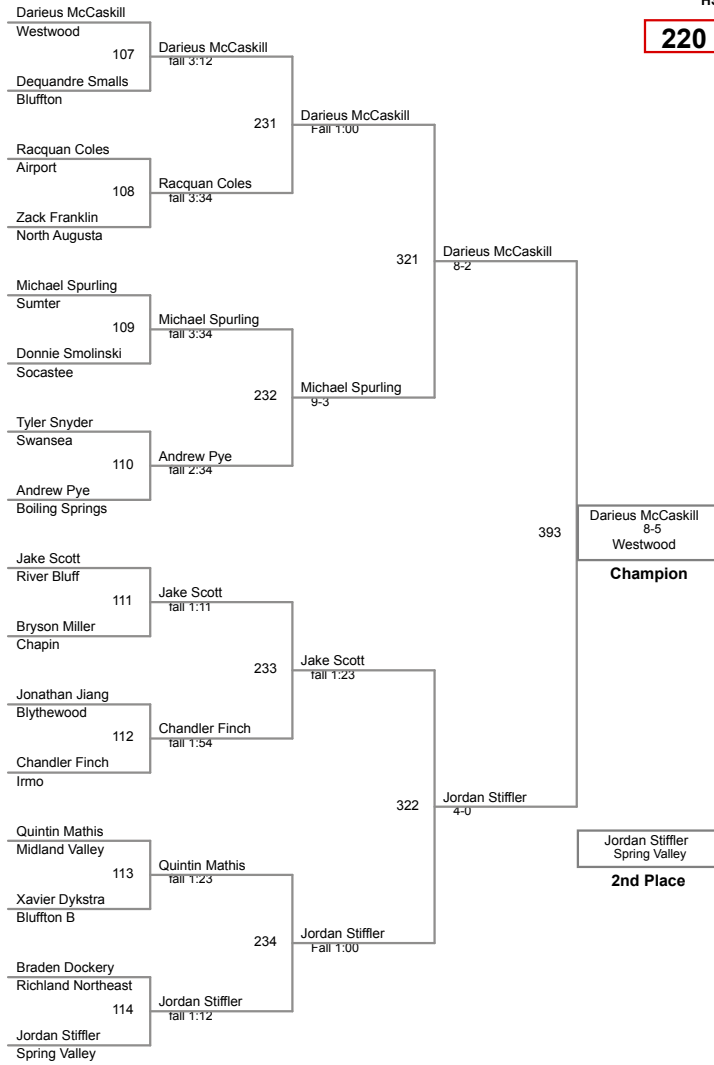 HS
220
Darieus McCaskill
Westwood
107
Dequandre Smalls
Bluffton
Darieus McCaskill
fall 3:12
231
Racquan Coles
Airport
108
Zack Franklin
North Augusta
Racquan Coles
fall 3:34
Darieus McCaskill
Fall 1:00
321
Michael Spurling
Sumter
109
Donnie Smolinski
Socastee
Michael Spurling
fall 3:34
232
Tyler Snyder
Swansea
110
Andrew Pye
Boiling Springs
Andrew Pye
fall 2:34
Michael Spurling
9-3
Darieus McCaskill
8-2
393
Darieus McCaskill
8-5
Westwood
Champion
Jake Scott
River Bluff
111
Bryson Miller
Chapin
Jake Scott
fall 1:11
233
Jonathan Jiang
Blythewood
112
Chandler Finch
Irmo
Chandler Finch
fall 1:54
Jake Scott
fall 1:23
322
Quintin Mathis
Midland Valley
113
Xavier Dykstra
Bluffton B
Quintin Mathis
fall 1:23
234
Braden Dockery
Richland Northeast
114
Jordan Stiffler
Spring Valley
Jordan Stiffler
fall 1:12
Jordan Stiffler
Fall 1:00
Jordan Stiffler
4-0
Jordan Stiffler
Spring Valley
2nd Place